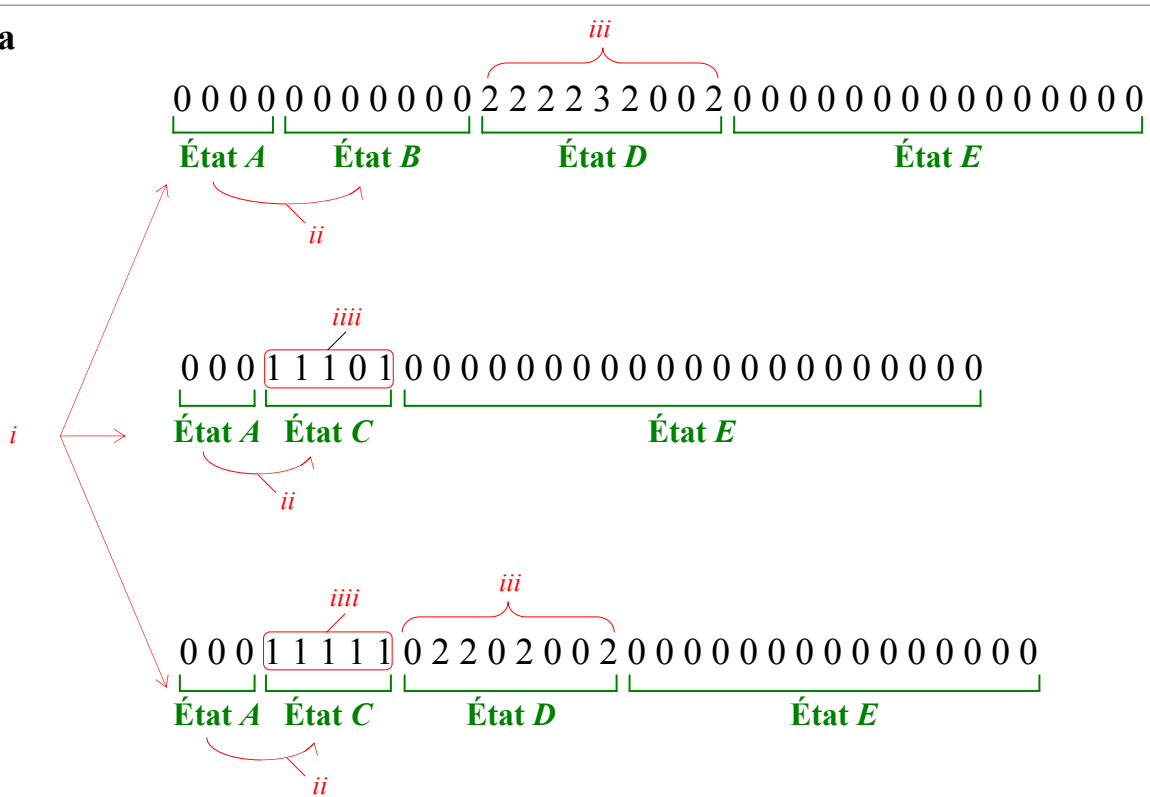 a
iii
0 0 0 0 0 0 0 0 0 0 0 2 2 2 2 3 2 0 0 2 0 0 0 0 0 0 0 0 0 0 0 0 0 0 0
État A État B État D État E
ii
iiii
0 0 0 1 1 1 0 1 0 0 0 0 0 0 0 0 0 0 0 0 0 0 0 0 0 0 0 0 0
i
État A État C État E
ii
iiii iii
0 0 0 1 1 1 1 1 0 2 2 0 2 0 0 2 0 0 0 0 0 0 0 0 0 0 0 0 0 0 0
État A État C État D État E
ii